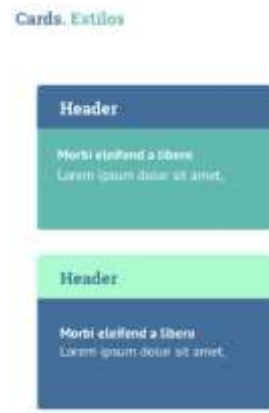 Cards. Estilos
Header
Morbi eleifend a libero
Lorem ipsum dolor sit amet,
Header
Morbi eleifend a libero
Lorem ipsum dolor sit amet,